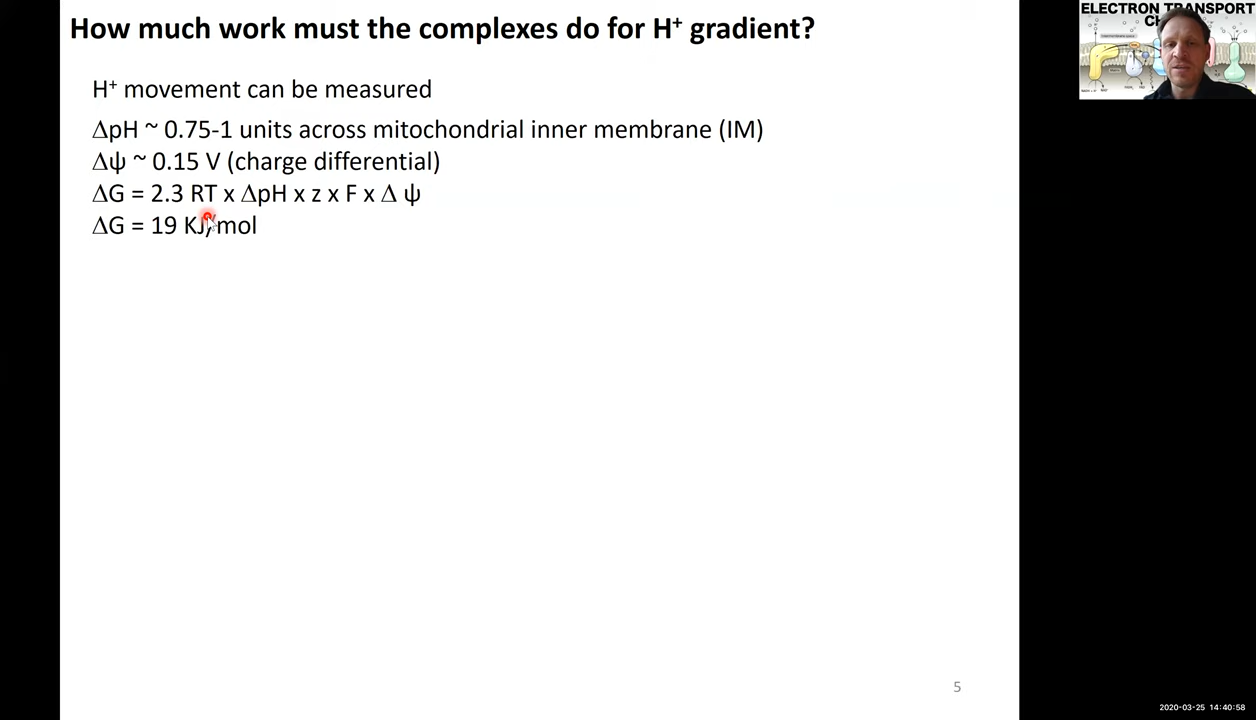 How much work must the complexes do for H⁺ gradient?
H⁺ movement can be measured
ΔpH ~ 0.75-1 units across mitochondrial inner membrane (IM)
Δψ ~ 0.15 V (charge differential)
ΔG = 2.3 RT x ΔpH x z x F x Δ ψ
ΔG = 19 KJ/mol
5
ELECTRON TRANSPORT
CH
2020-03-25 14:40:58